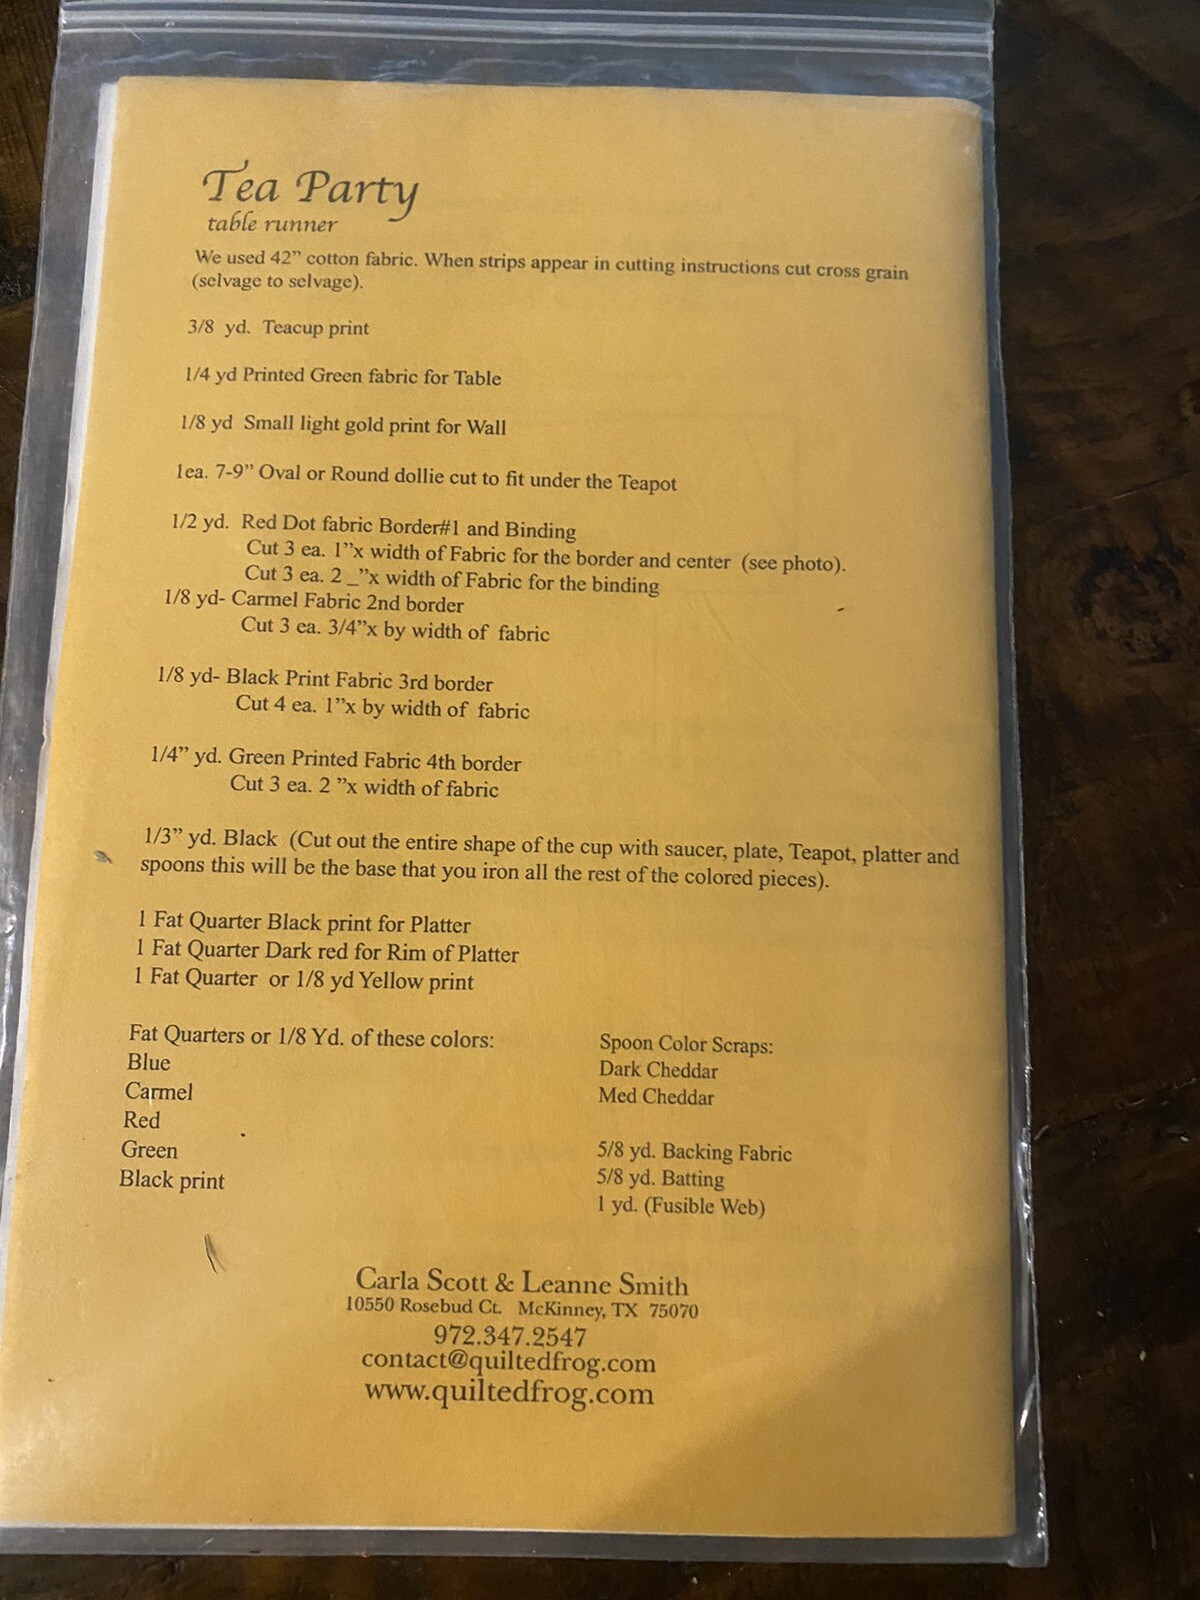 Tea Party
table runner
We used 42” cotton fabric. When strips appear in cutting instructions cut cross grain
(selvage to selvage).
3/8 yd. Teacup print
1/4 yd Printed Green fabric for Table
1/8 yd Small light gold print for Wall
1ea. 7-9” Oval or Round dollie cut to fit under the Teapot
1/2 yd. Red Dot fabric Border#1 and Binding
Cut 3 ea. 1”x width of Fabric for the border and center (see photo).
Cut 3 ea. 2 _”x width of Fabric for the binding
1/8 yd- Carmel Fabric 2nd border
Cut 3 ea. 3/4”x by width of fabric
1/8 yd- Black Print Fabric 3rd border
Cut 4 ea. 1”x by width of fabric
1/4” yd. Green Printed Fabric 4th border
Cut 3 ea. 2 ”x width of fabric
1/3” yd. Black (Cut out the entire shape of the cup with saucer, plate, Teapot, platter and
spoons this will be the base that you iron all the rest of the colored pieces).
1 Fat Quarter Black print for Platter
1 Fat Quarter Dark red for Rim of Platter
1 Fat Quarter or 1/8 yd Yellow print
Fat Quarters or 1/8 Yd. of these colors:
Blue
Carmel
Red
Green
Black print
Spoon Color Scraps:
Dark Cheddar
Med Cheddar
5/8 yd. Backing Fabric
5/8 yd. Batting
1 yd. (Fusible Web)
Carla Scott & Leanne Smith
10550 Rosebud Ct. McKinney, TX 75070
972.347.2547
contact@quiltedfrog.com
www.quiltedfrog.com